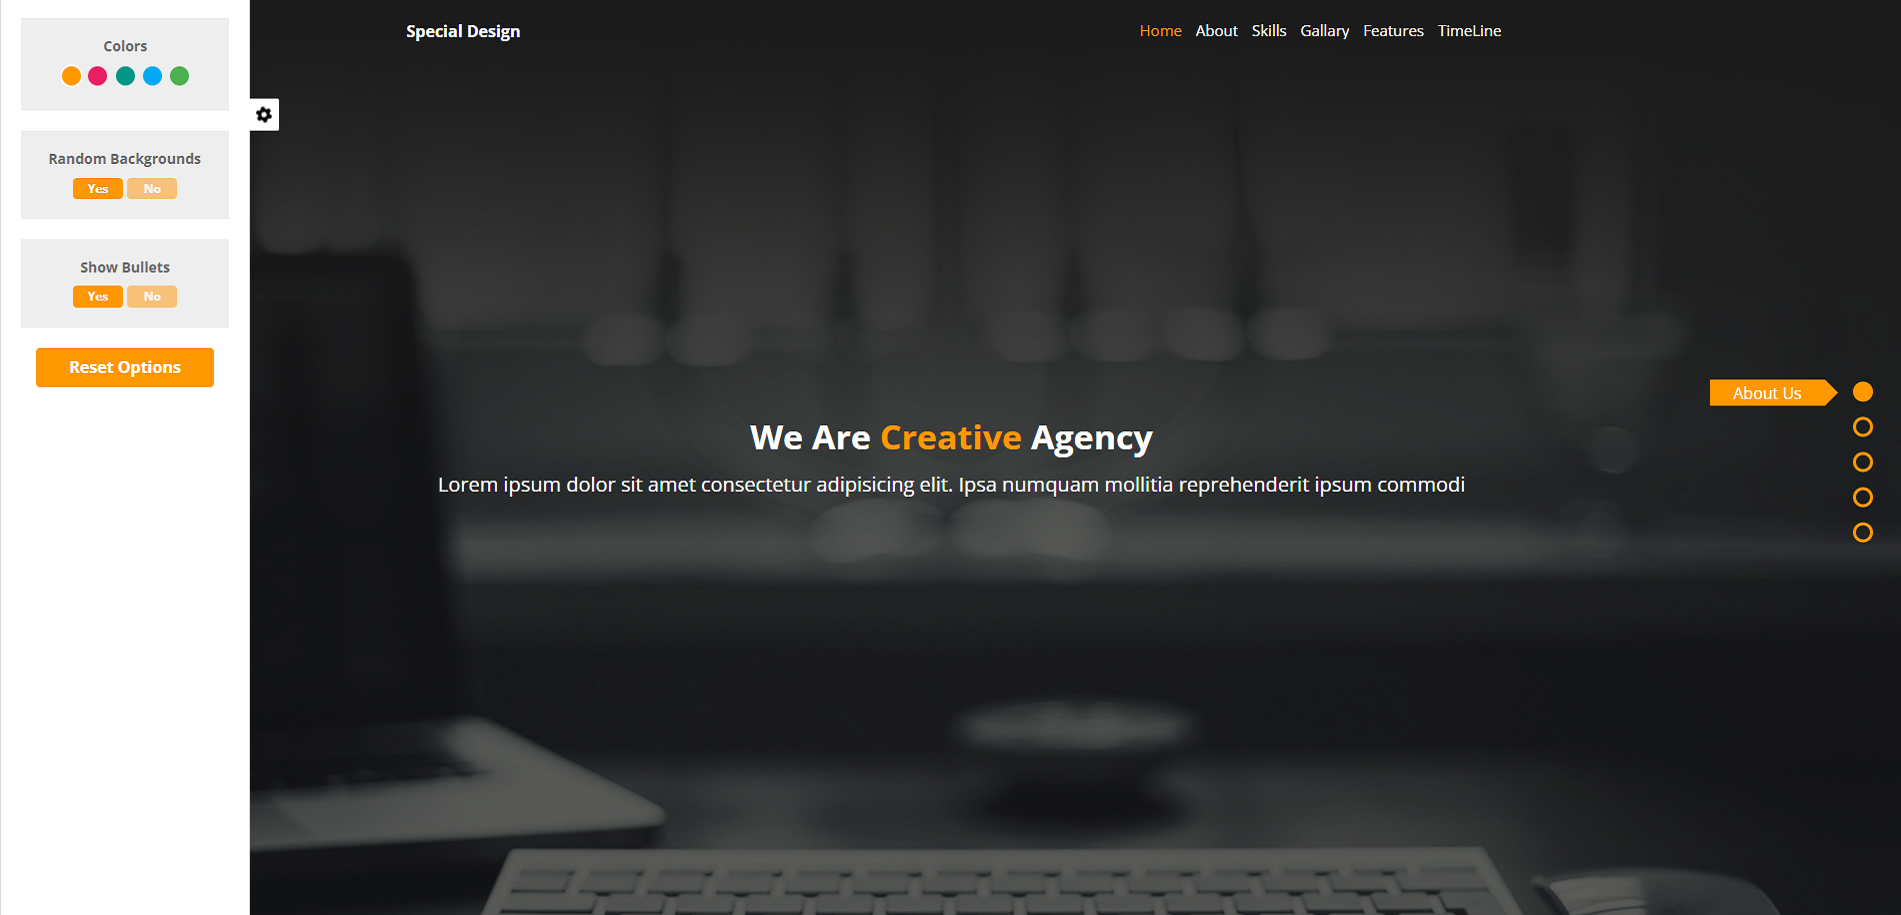 Colors
Random Backgrounds
Yes No
Show Bullets
Yes No
Reset Options
Special Design
Home About Skills Gallary Features TimeLine
We Are Creative Agency
Lorem ipsum dolor sit amet consectetur adipisicing elit. Ipsa numquam mollitia reprehenderit ipsum commodi
About Us